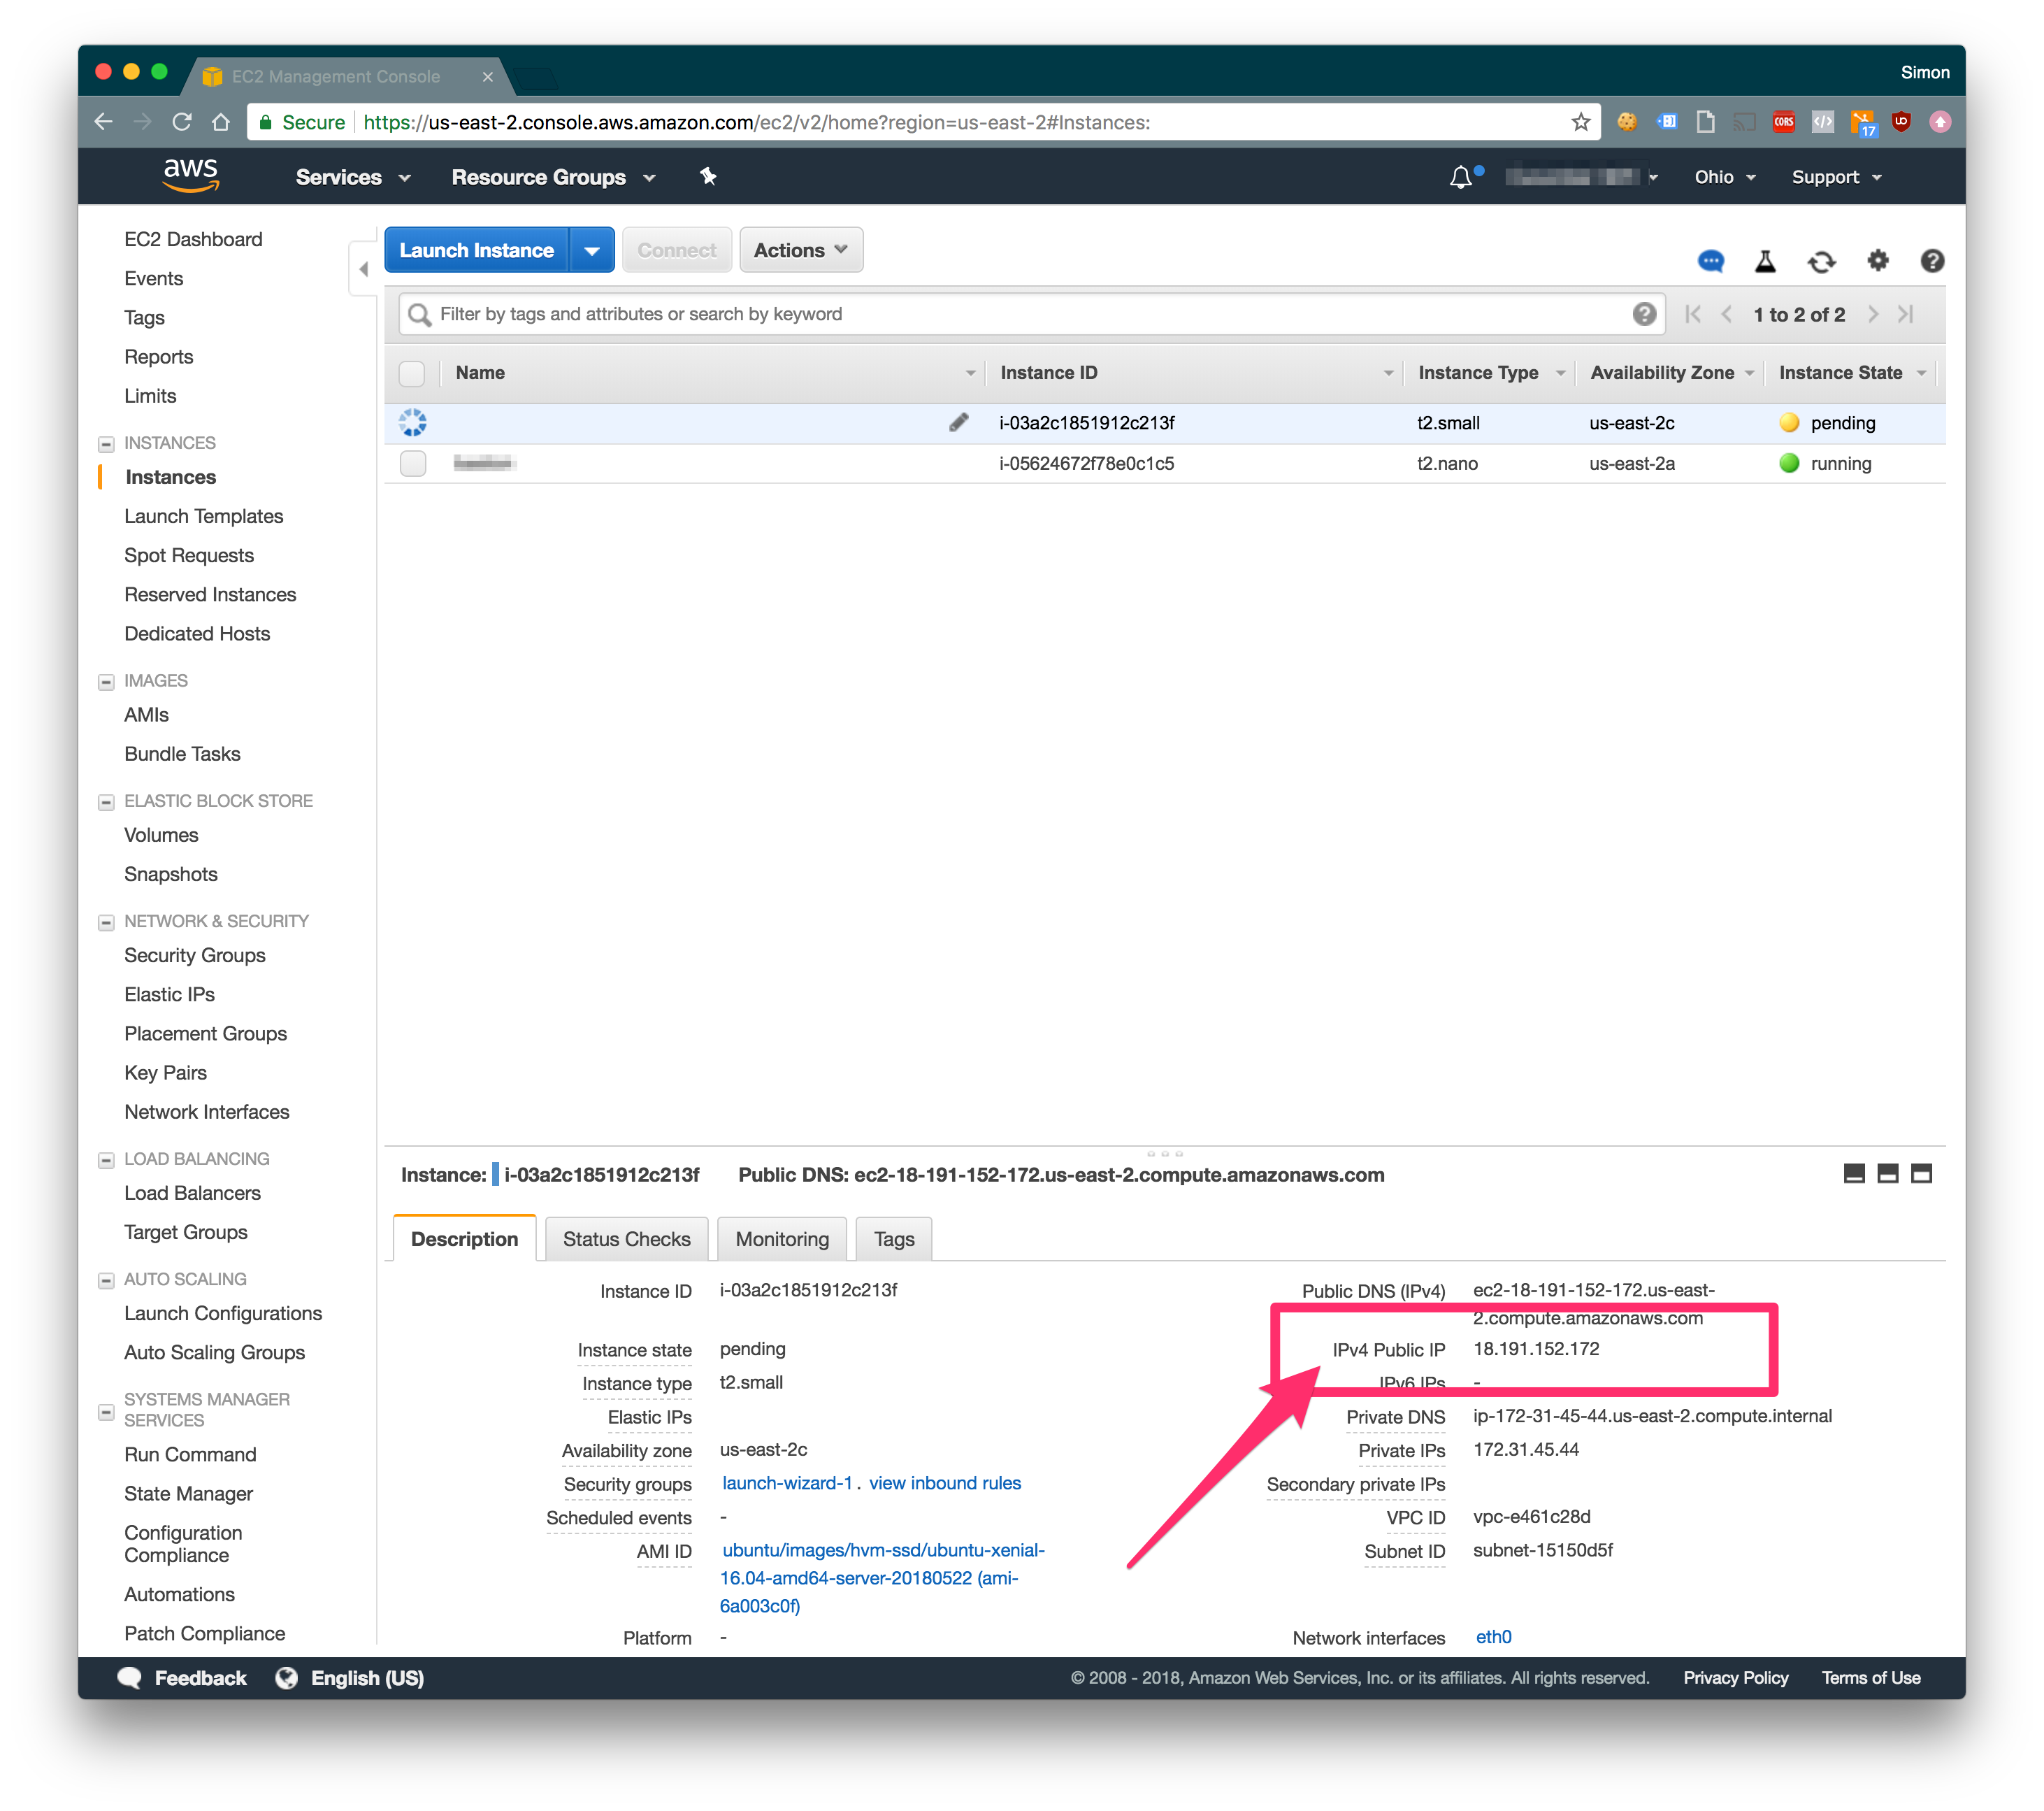 EC2 Management Console
Simon
Secure https://us-east-2.console.aws.amazon.com/ec2/v2/home?region=us-east-2#Instances:
CORS
17
aws
Services
Resource Groups
Ohio
Support
EC2 Dashboard
Events
Tags
Reports
Limits
INSTANCES
Instances
Launch Templates
Spot Requests
Reserved Instances
Dedicated Hosts
IMAGES
AMIs
Bundle Tasks
ELASTIC BLOCK STORE
Volumes
Snapshots
NETWORK & SECURITY
Security Groups
Elastic IPs
Placement Groups
Key Pairs
Network Interfaces
LOAD BALANCING
Load Balancers
Target Groups
AUTO SCALING
Launch Configurations
Auto Scaling Groups
SYSTEMS MANAGER
SERVICES
Run Command
State Manager
Configuration
Compliance
Automations
Patch Compliance
Launch Instance
Connect
Actions
Filter by tags and attributes or search by keyword
1 to 2 of 2
Name Instance ID Instance Type Availability Zone Instance State
i-03a2c1851912c213f t2.small us-east-2c pending
i-05624672f78e0c1c5 t2.nano us-east-2a running
Instance: i-03a2c1851912c213f Public DNS: ec2-18-191-152-172.us-east-2.compute.amazonaws.com
Description Status Checks Monitoring Tags
Instance ID i-03a2c1851912c213f
Instance state pending
Instance type t2.small
Elastic IPs
Availability zone us-east-2c
Security groups launch-wizard-1. view inbound rules
Scheduled events -
AMI ID ubuntu/images/hvm-ssd/ubuntu-xenial-
16.04-amd64-server-20180522 (ami-
6a003c0f)
Platform -
Public DNS (IPv4) ec2-18-191-152-172.us-east-
2.compute.amazonaws.com
IPv4 Public IP 18.191.152.172
IPv6 IPs -
Private DNS ip-172-31-45-44.us-east-2.compute.internal
Private IPs 172.31.45.44
Secondary private IPs
VPC ID vpc-e461c28d
Subnet ID subnet-15150d5f
Network interfaces eth0
Feedback English (US)
© 2008 - 2018, Amazon Web Services, Inc. or its affiliates. All rights reserved. Privacy Policy Terms of Use